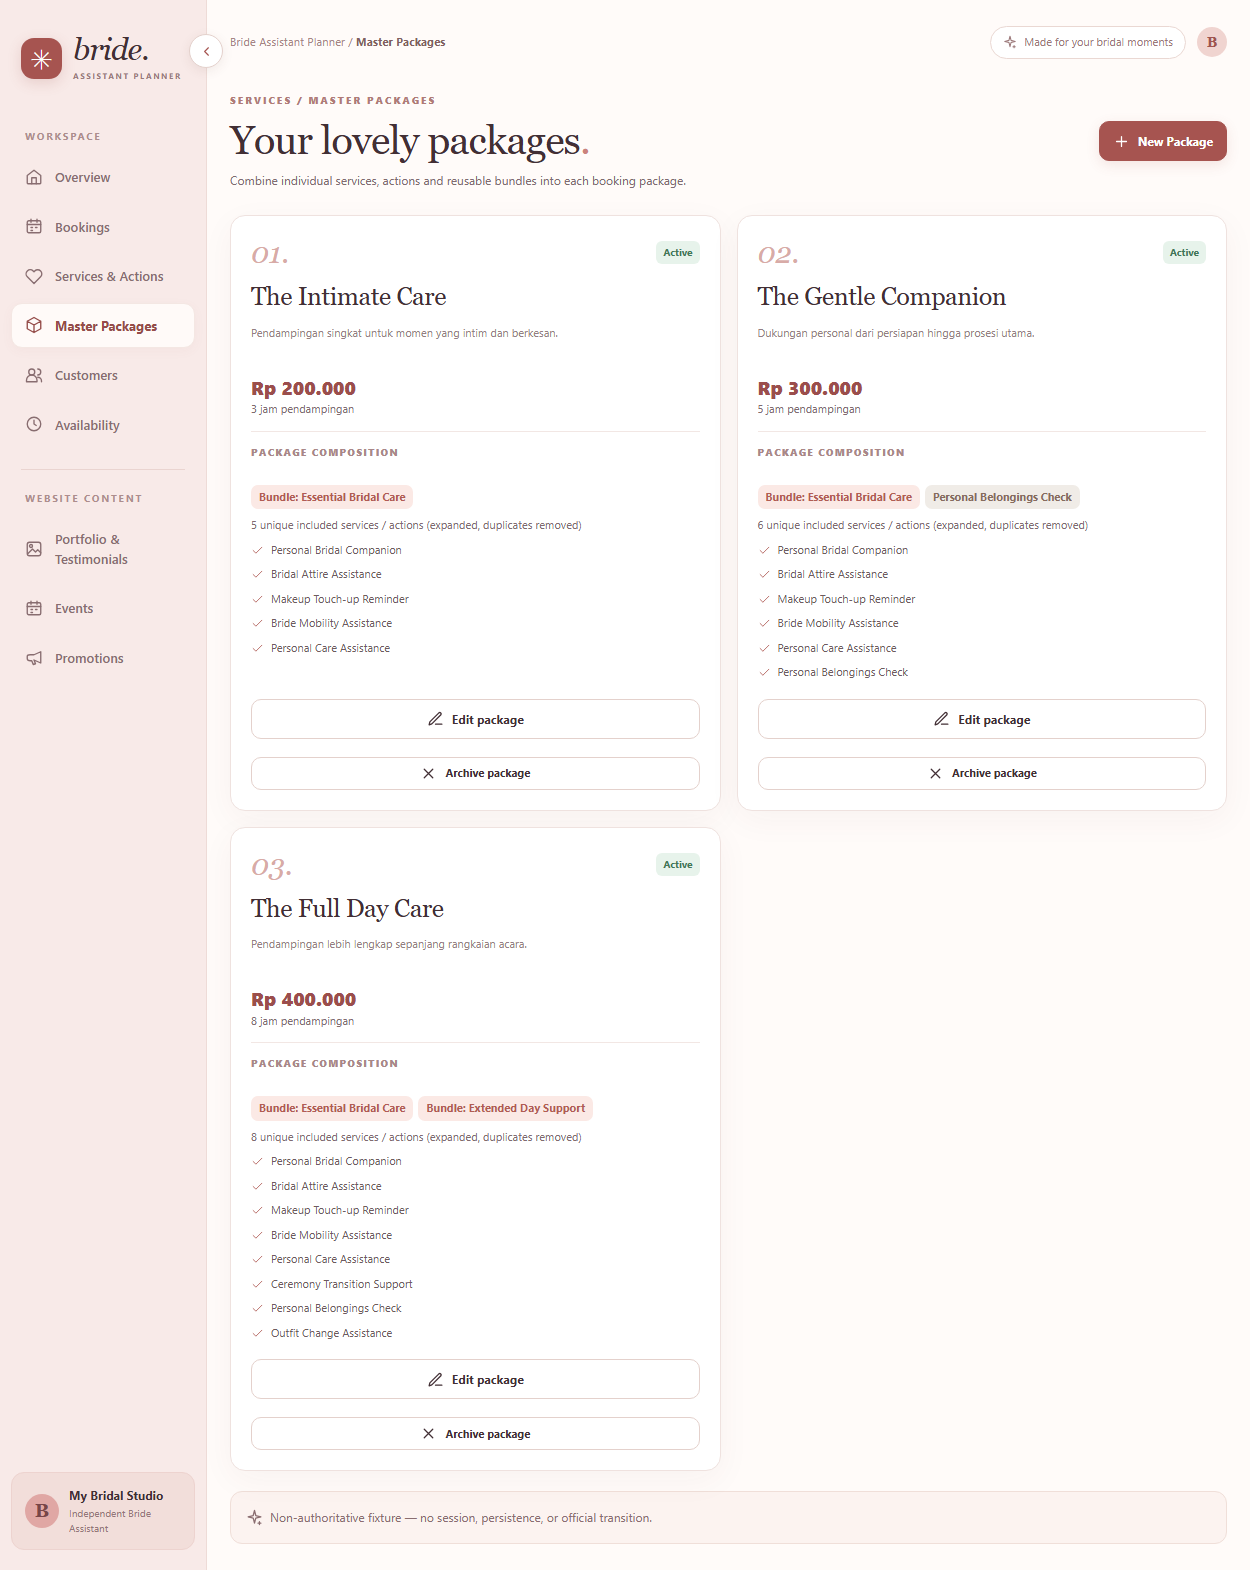 bride.
ASSISTANT PLANNER
WORKSPACE
Overview
Bookings
Services & Actions
Master Packages
Customers
Availability
WEBSITE CONTENT
Portfolio &
Testimonials
Events
Promotions
B
My Bridal Studio
Independent Bride
Assistant
Bride Assistant Planner / Master Packages
Made for your bridal moments
B
SERVICES / MASTER PACKAGES
Your lovely packages.
Combine individual services, actions and reusable bundles into each booking package.
New Package
01.
Active
The Intimate Care
Pendampingan singkat untuk momen yang intim dan berkesan.
Rp 200.000
3 jam pendampingan
PACKAGE COMPOSITION
Bundle: Essential Bridal Care
5 unique included services / actions (expanded, duplicates removed)
Personal Bridal Companion
Bridal Attire Assistance
Makeup Touch-up Reminder
Bride Mobility Assistance
Personal Care Assistance
Edit package
Archive package
02.
Active
The Gentle Companion
Dukungan personal dari persiapan hingga prosesi utama.
Rp 300.000
5 jam pendampingan
PACKAGE COMPOSITION
Bundle: Essential Bridal Care
Personal Belongings Check
6 unique included services / actions (expanded, duplicates removed)
Personal Bridal Companion
Bridal Attire Assistance
Makeup Touch-up Reminder
Bride Mobility Assistance
Personal Care Assistance
Personal Belongings Check
Edit package
Archive package
03.
Active
The Full Day Care
Pendampingan lebih lengkap sepanjang rangkaian acara.
Rp 400.000
8 jam pendampingan
PACKAGE COMPOSITION
Bundle: Essential Bridal Care
Bundle: Extended Day Support
8 unique included services / actions (expanded, duplicates removed)
Personal Bridal Companion
Bridal Attire Assistance
Makeup Touch-up Reminder
Bride Mobility Assistance
Personal Care Assistance
Ceremony Transition Support
Personal Belongings Check
Outfit Change Assistance
Edit package
Archive package
Non-authoritative fixture — no session, persistence, or official transition.